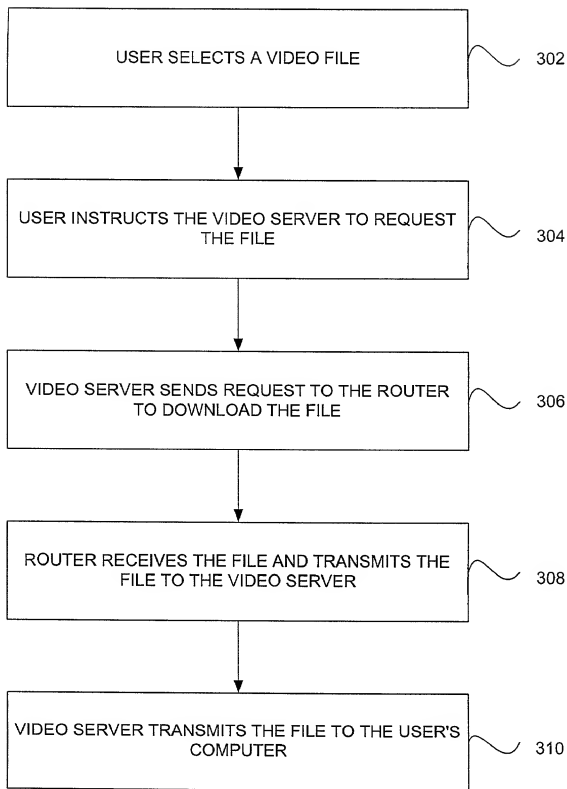 USER SELECTS A VIDEO FILE
302
USER INSTRUCTS THE VIDEO SERVER TO REQUEST
THE FILE
304
VIDEO SERVER SENDS REQUEST TO THE ROUTER
TO DOWNLOAD THE FILE
306
ROUTER RECEIVES THE FILE AND TRANSMITS THE
FILE TO THE VIDEO SERVER
308
VIDEO SERVER TRANSMITS THE FILE TO THE USER'S
COMPUTER
310